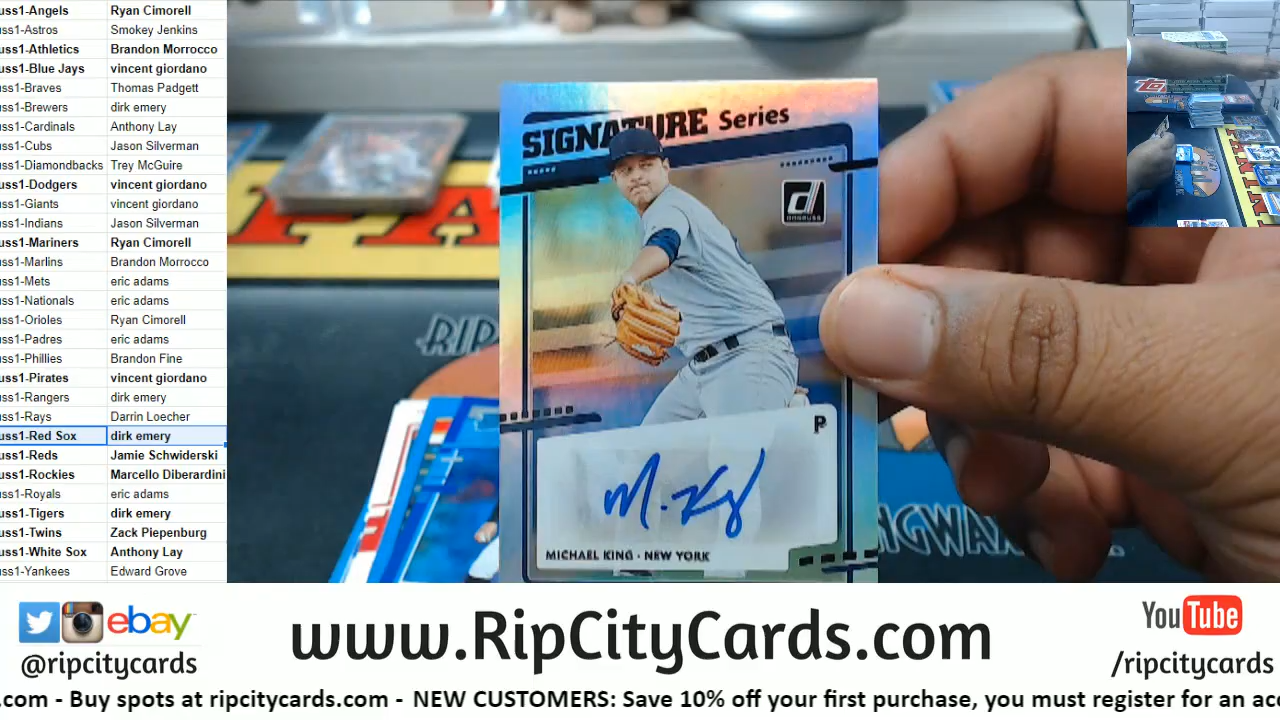 uss1-Angels Ryan Cimorell
uss1-Astros Smokey Jenkins
uss1-Athletics Brandon Morrocco
uss1-Blue Jays vincent giordano
uss1-Braves Thomas Padgett
uss1-Brewers dirk emery
uss1-Cardinals Anthony Lay
uss1-Cubs Jason Silverman
uss1-Diamondbacks Trey McGuire
uss1-Dodgers vincent giordano
uss1-Giants vincent giordano
uss1-Indians Jason Silverman
uss1-Mariners Ryan Cimorell
uss1-Marlins Brandon Morrocco
uss1-Mets eric adams
uss1-Nationals eric adams
uss1-Orioles Ryan Cimorell
uss1-Padres eric adams
uss1-Phillies Brandon Fine
uss1-Pirates vincent giordano
uss1-Rangers dirk emery
uss1-Rays Darrin Loecher
uss1-Red Sox dirk emery
uss1-Reds Jamie Schwiderski
uss1-Rockies Marcello Diberardini
uss1-Royals eric adams
uss1-Tigers dirk emery
uss1-Twins Zack Piepenburg
uss1-White Sox Anthony Lay
uss1-Yankees Edward Grove
SIGNATURE Series
d
DONRUSS
P
M. Kg
MICHAEL KING · NEW YORK
RIP
ebay
@ripcitycards
www.RipCityCards.com
YouTube
/ripcitycards
.com - Buy spots at ripcitycards.com - NEW CUSTOMERS: Save 10% off your first purchase, you must register for an acc